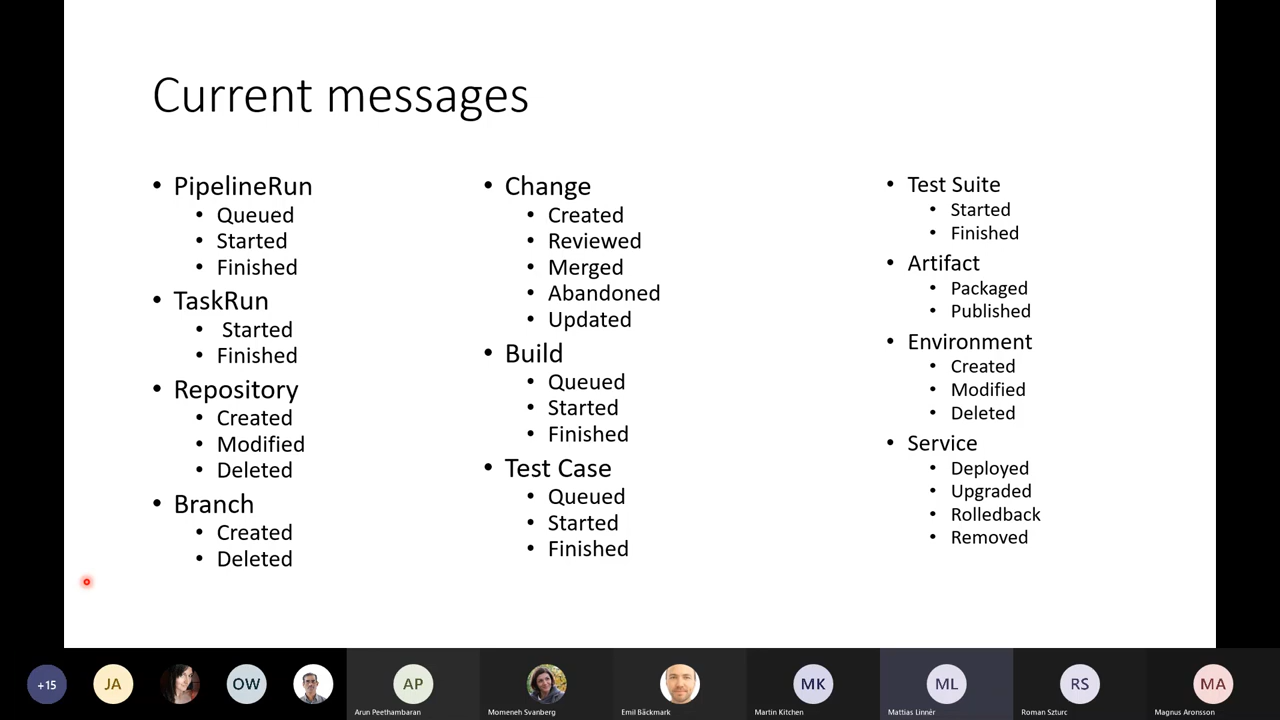 Current messages
• PipelineRun
• Queued
• Started
• Finished
• TaskRun
• Started
• Finished
• Repository
• Created
• Modified
• Deleted
• Branch
• Created
• Deleted
• Change
• Created
• Reviewed
• Merged
• Abandoned
• Updated
• Build
• Queued
• Started
• Finished
• Test Case
• Queued
• Started
• Finished
• Test Suite
• Started
• Finished
• Artifact
• Packaged
• Published
• Environment
• Created
• Modified
• Deleted
• Service
• Deployed
• Upgraded
• Rolledback
• Removed
+15 JA OW AP MK ML RS MA
Arun Peethambaran Momeneh Svanberg Emil Bäckmark Martin Kitchen Mattias Linnér Roman Szturc Magnus Aronsson